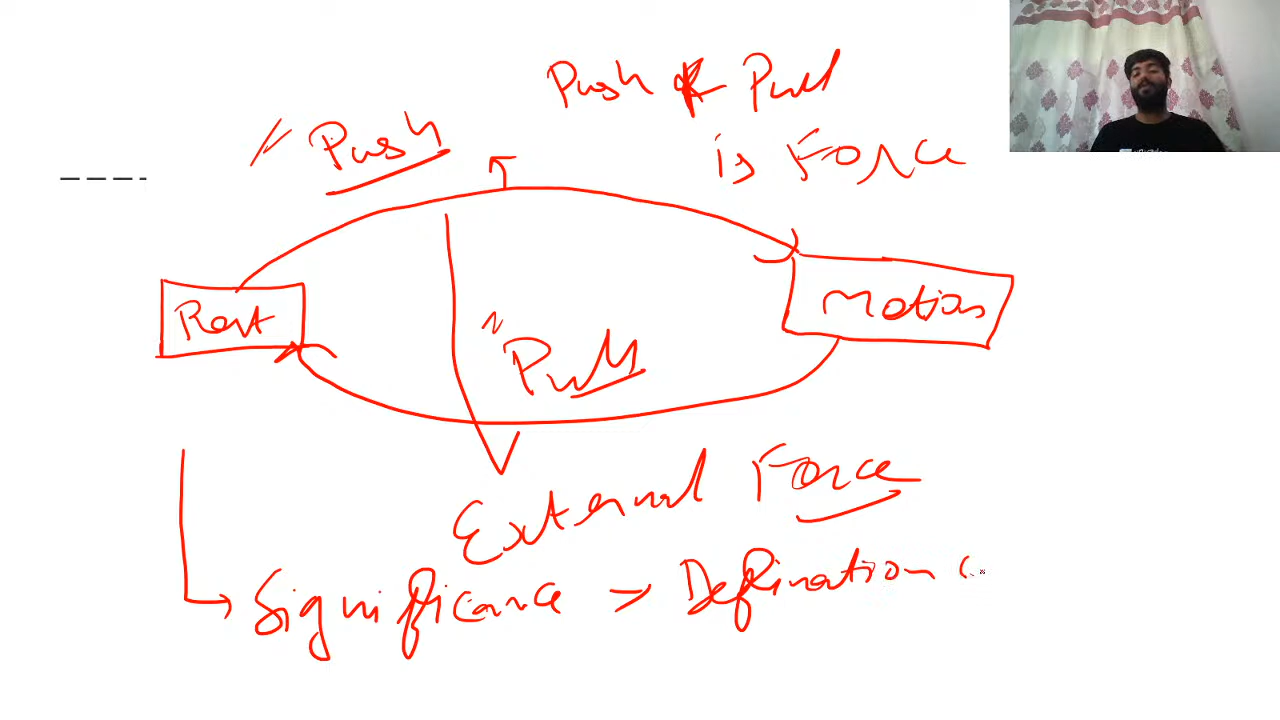 Push & Pull
is Force
Push
Rest
Motion
Pull
External Force
Significance → Defination